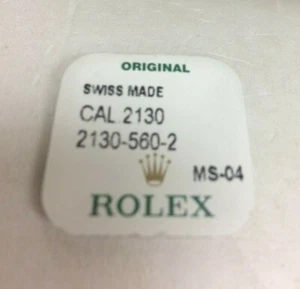 ORIGINAL
SWISS MADE
CAL 2130
2130-560-2
MS-04
ROLEX